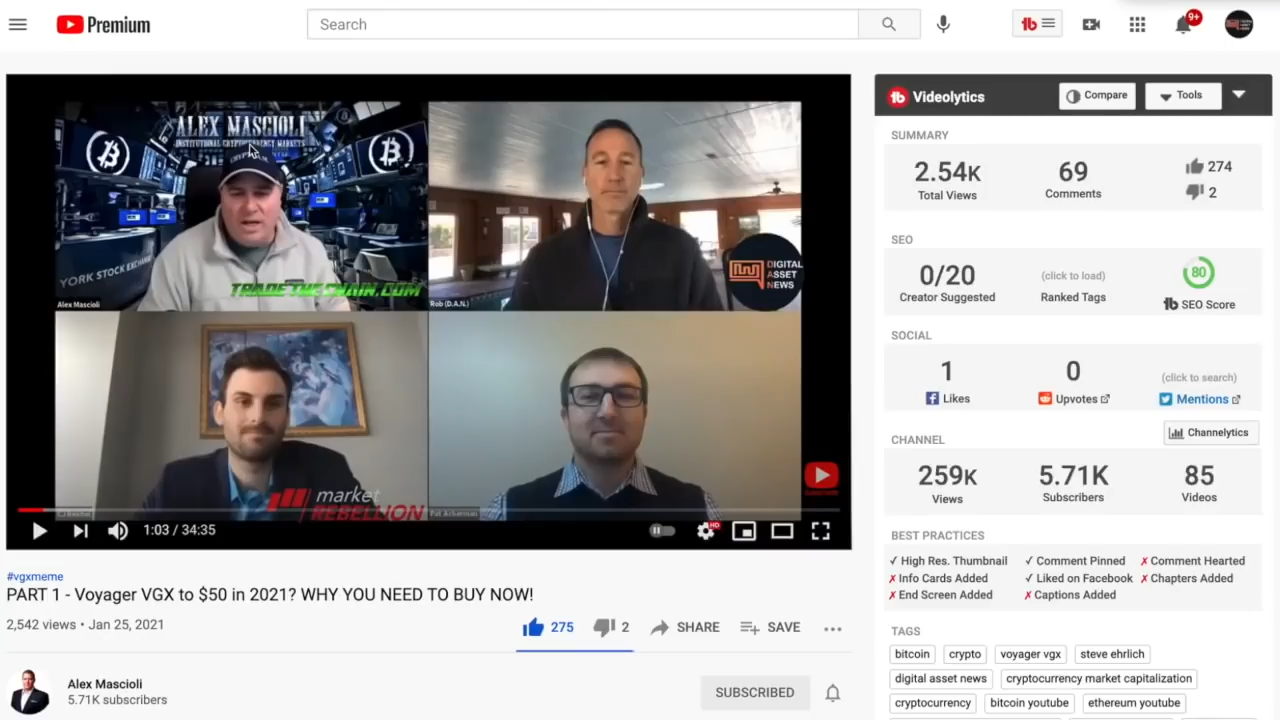 Premium
Search
9+
ALEX MASCIOLI
INSTITUTIONAL CRYPTOCURRENCY MARKETS
YORK STOCK EXCHANGE
TRADETHECHAIN.COM
Alex Mascioli
Rob (D.A.N.)
DIGITAL
ASSET
NEWS
market
REBELLION
Pat Ackerman
1:03 / 34:35
HD
#vgxmeme
PART 1 - Voyager VGX to $50 in 2021? WHY YOU NEED TO BUY NOW!
2,542 views • Jan 25, 2021
275
2
SHARE
SAVE
Alex Mascioli
5.71K subscribers
SUBSCRIBED
Videolytics
Compare
Tools
SUMMARY
2.54K
Total Views
69
Comments
274
2
SEO
0/20
Creator Suggested
(click to load)
Ranked Tags
80
SEO Score
SOCIAL
1
Likes
0
Upvotes
(click to search)
Mentions
Channelytics
CHANNEL
259K
Views
5.71K
Subscribers
85
Videos
BEST PRACTICES
✓ High Res. Thumbnail
✓ Comment Pinned
✗ Comment Hearted
✗ Info Cards Added
✓ Liked on Facebook
✗ Chapters Added
✗ End Screen Added
✗ Captions Added
TAGS
bitcoin
crypto
voyager vgx
steve ehrlich
digital asset news
cryptocurrency market capitalization
cryptocurrency
bitcoin youtube
ethereum youtube